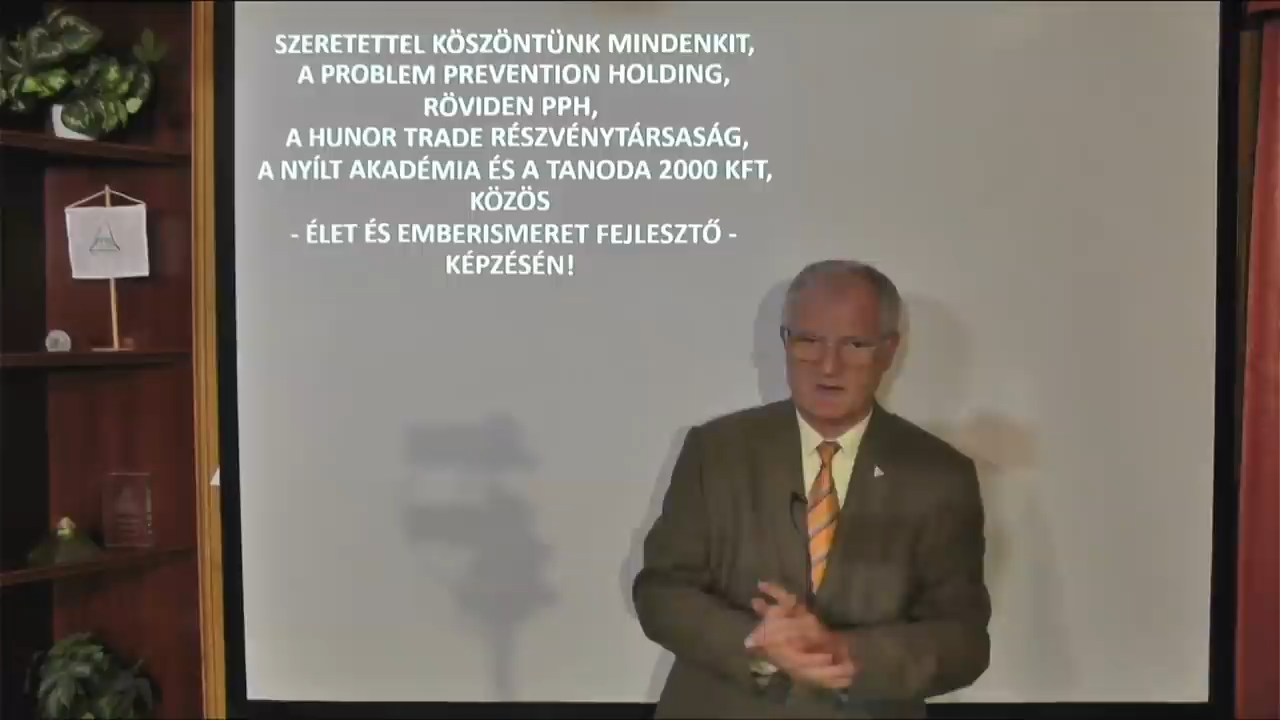 SZERETETTEL KÖSZÖNTÜNK MINDENKIT,
A PROBLEM PREVENTION HOLDING,
RÖVIDEN PPH,
A HUNOR TRADE RÉSZVÉNYTÁRSASÁG,
A NYÍLT AKADÉMIA ÉS A TANODA 2000 KFT,
KÖZÖS
- ÉLET ÉS EMBERISMERET FEJLESZTŐ -
KÉPZÉSÉN!